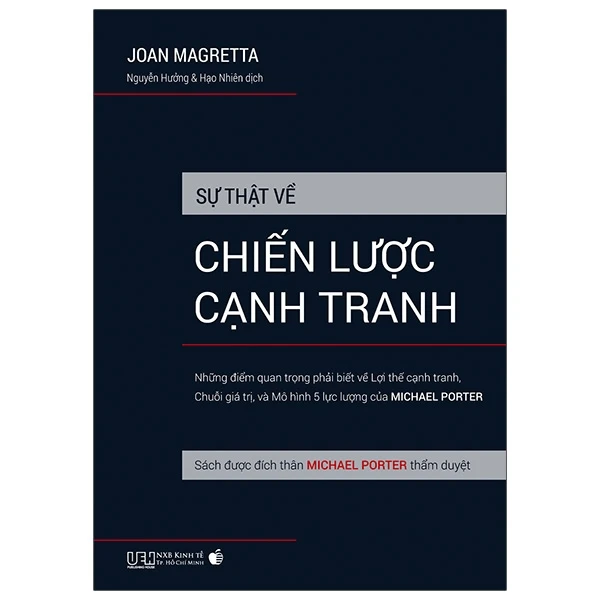 JOAN MAGRETTA
Nguyễn Hưởng & Hạo Nhiên dịch
SỰ THẬT VỀ
CHIẾN LƯỢC
CẠNH TRANH
Những điểm quan trọng phải biết về Lợi thế cạnh tranh,
Chuỗi giá trị, và Mô hình 5 lực lượng của MICHAEL PORTER
Sách được đích thân MICHAEL PORTER thẩm duyệt
UEH NXB KINH TẾ
PUBLISHING HOUSE TP. HỒ CHÍ MINH